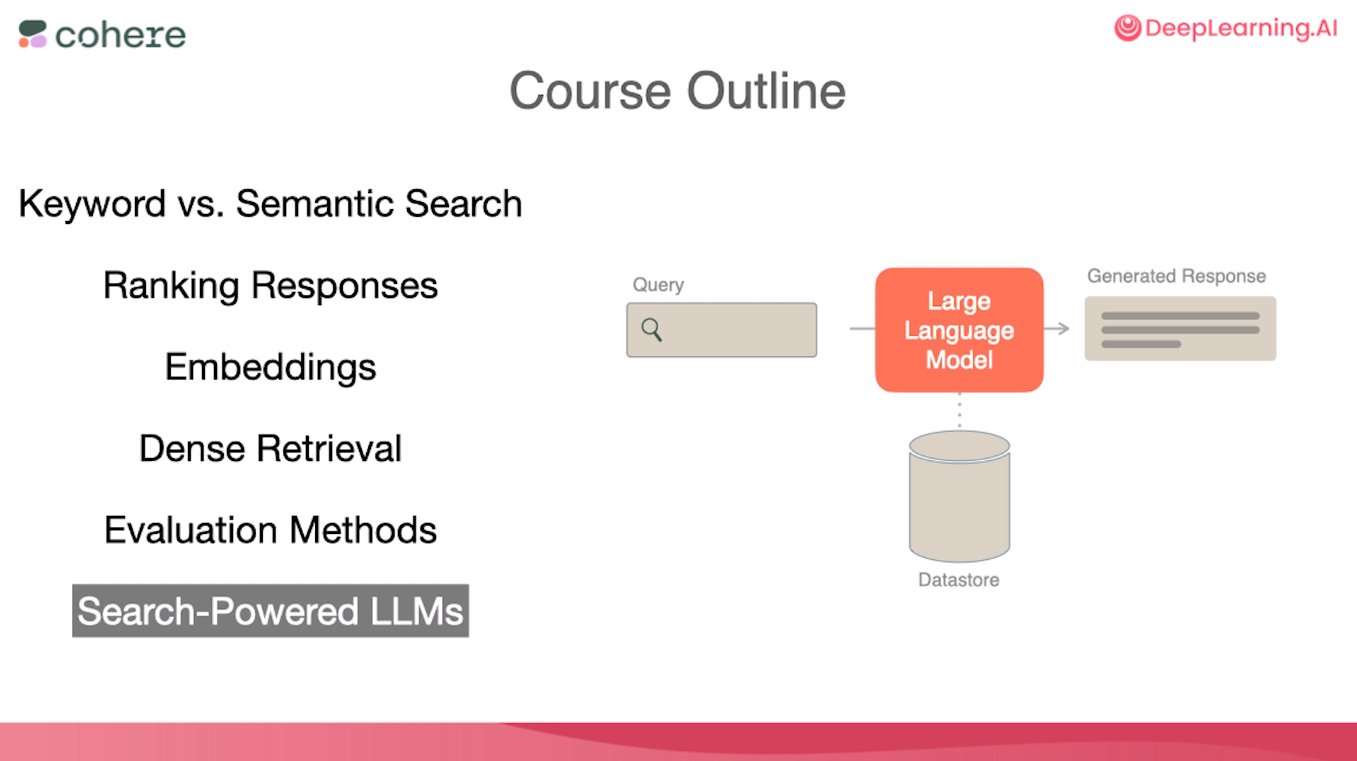 cohere
DeepLearning.AI
Course Outline
Keyword vs. Semantic Search
Ranking Responses
Embeddings
Dense Retrieval
Evaluation Methods
Search-Powered LLMs
Query
Large
Language
Model
Generated Response
Datastore